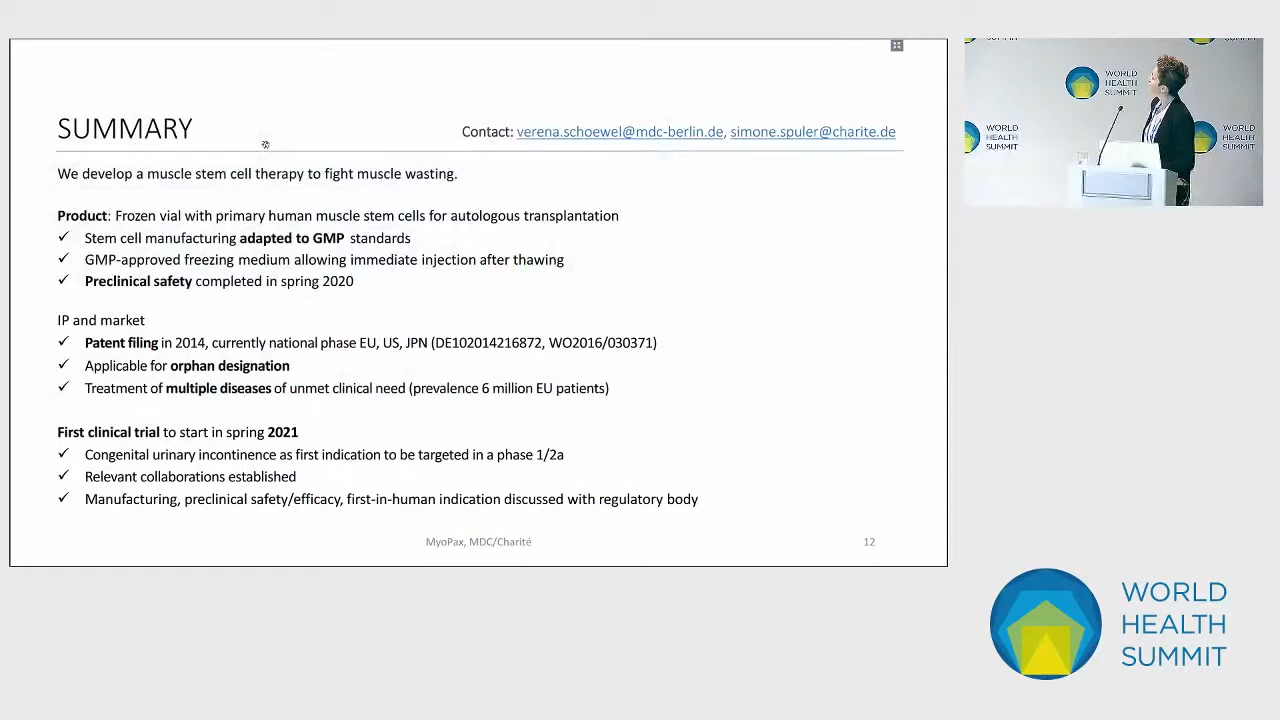 SUMMARY
Contact: verena.schoewel@mdc-berlin.de, simone.spuler@charite.de
We develop a muscle stem cell therapy to fight muscle wasting.
Product: Frozen vial with primary human muscle stem cells for autologous transplantation
✓ Stem cell manufacturing adapted to GMP standards
✓ GMP-approved freezing medium allowing immediate injection after thawing
✓ Preclinical safety completed in spring 2020
IP and market
✓ Patent filing in 2014, currently national phase EU, US, JPN (DE102014216872, WO2016/030371)
✓ Applicable for orphan designation
✓ Treatment of multiple diseases of unmet clinical need (prevalence 6 million EU patients)
First clinical trial to start in spring 2021
✓ Congenital urinary incontinence as first indication to be targeted in a phase 1/2a
✓ Relevant collaborations established
✓ Manufacturing, preclinical safety/efficacy, first-in-human indication discussed with regulatory body
MyoPax, MDC/Charité
12
WORLD
HEALTH
SUMMIT
WORLD
HEALTH
SUMMIT
WORLD
HEALTH
SUMMIT
WORLD
HEALTH
SUMMIT